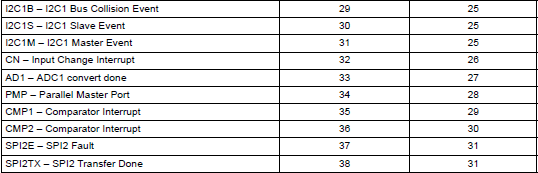 I2C1B – I2C1 Bus Collision Event 29 25
I2C1S – I2C1 Slave Event 30 25
I2C1M – I2C1 Master Event 31 25
CN – Input Change Interrupt 32 26
AD1 – ADC1 convert done 33 27
PMP – Parallel Master Port 34 28
CMP1 – Comparator Interrupt 35 29
CMP2 – Comparator Interrupt 36 30
SPI2E – SPI2 Fault 37 31
SPI2TX – SPI2 Transfer Done 38 31